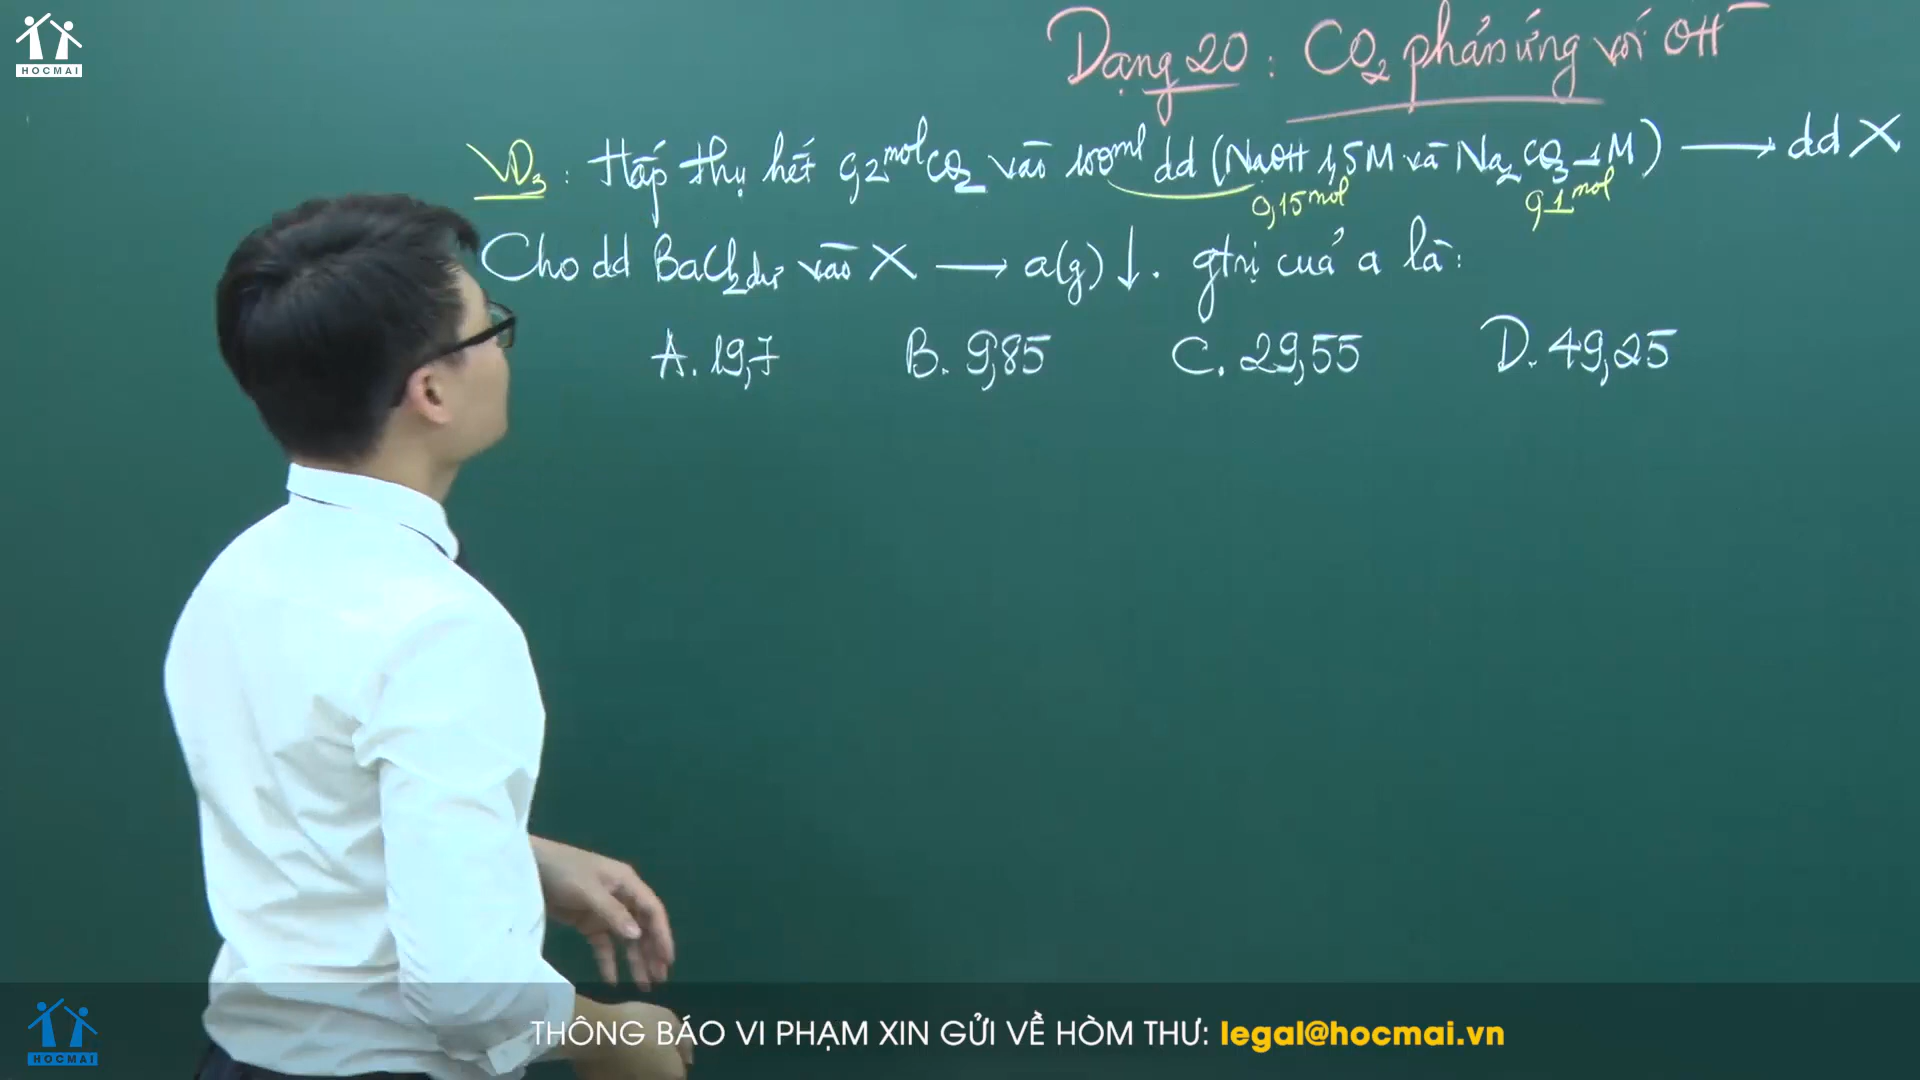 HOCMAI
Dạng 20 : CO₂ phản ứng với OH⁻
VD₃ : Hấp thụ hết 0,2 mol CO₂ vào 100ml dd (NaOH 1,5M và Na₂CO₃ 1M) → dd X
0,15 mol 0,1 mol
Cho dd BaCl₂ dư vào X → a(g) ↓. gtrị của a là:
A. 19,7 B. 9,85 C. 29,55 D. 49,25
HOCMAI
THÔNG BÁO VI PHẠM XIN GỬI VỀ HÒM THƯ: legal@hocmai.vn